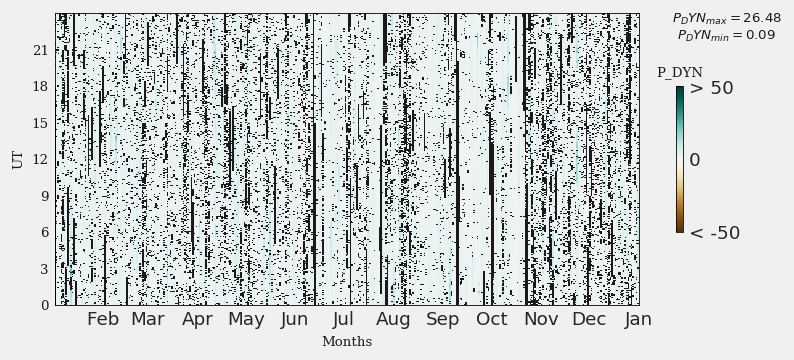 P_DYN_max = 26.48
P_DYN_min = 0.09
P_DYN
> 50
0
< -50
UT
21
18
15
12
9
6
3
0
Feb Mar Apr May Jun Jul Aug Sep Oct Nov Dec Jan
Months